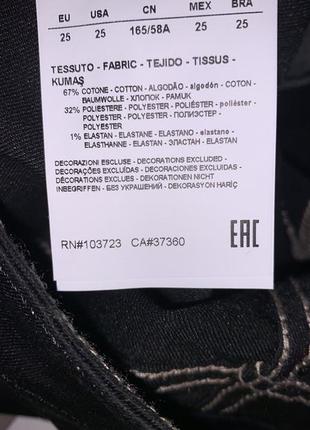 EU USA CN MEX BRA
25 25 165/58A 25 25
TESSUTO - FABRIC - TEJIDO - TISSUS -
KUMAŞ
67% COTONE - COTTON - ALGODÃO - algodón - COTON
BAUMWOLLE - ХЛОПОК - PAMUK
32% POLIESTERE - POLYESTER - POLIÉSTER - poliéster -
POLYESTER - POLYESTER - ПОЛИЭСТЕР -
POLYESTER
1% ELASTAN - ELASTANE - ELASTANO - elastano -
ELASTHANNE - ELASTAN - ЭЛАСТАН - ELASTAN
DECORAZIONI ESCLUSE - DECORATIONS EXCLUDED -
DECORAÇÕES EXCLUÍDAS - DECORACIONES EXCLUIDAS -
DÉCORATIONS EXCLUES - DEKORATIONEN NICHT
INBEGRIFFEN - БЕЗ УКРАШЕНИЙ - DEKORASYON HARİÇ
RN#103723 CA#37360 EAC